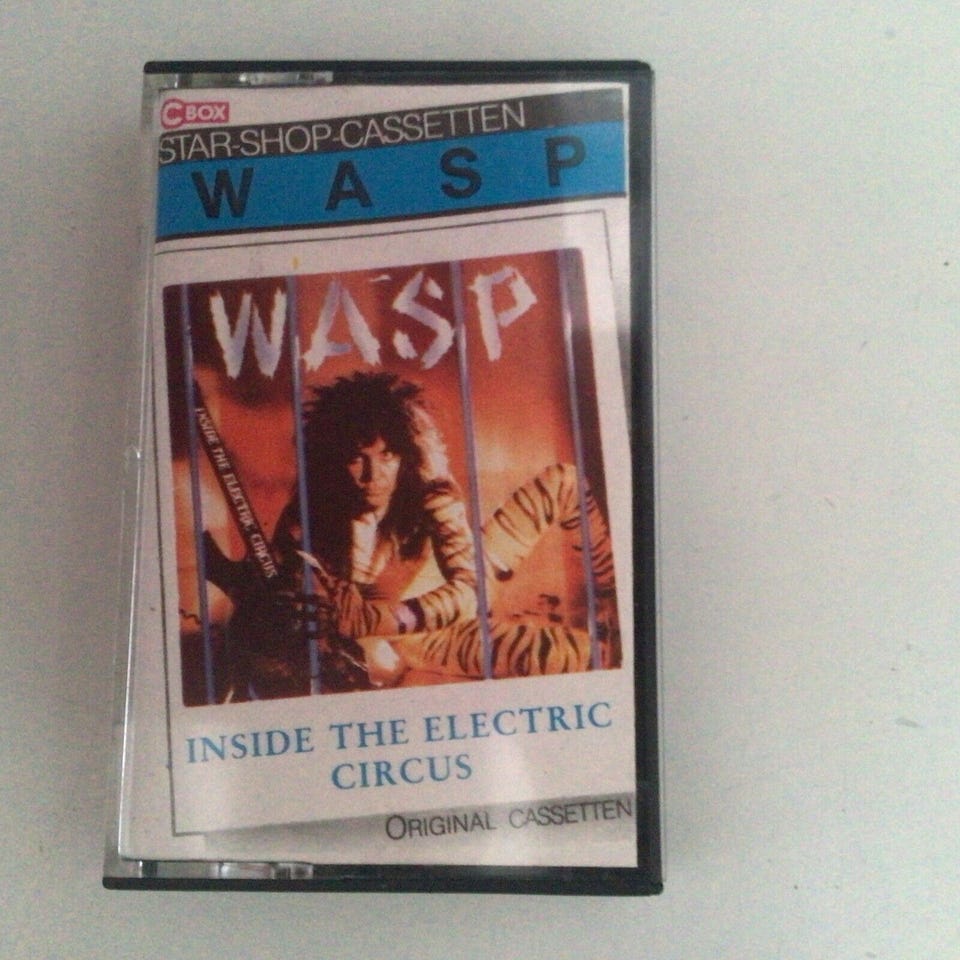 C BOX
STAR-SHOP-CASSETTEN
W A S P
WASP
INSIDE THE ELECTRIC CIRCUS
INSIDE THE ELECTRIC
CIRCUS
ORIGINAL CASSETTEN